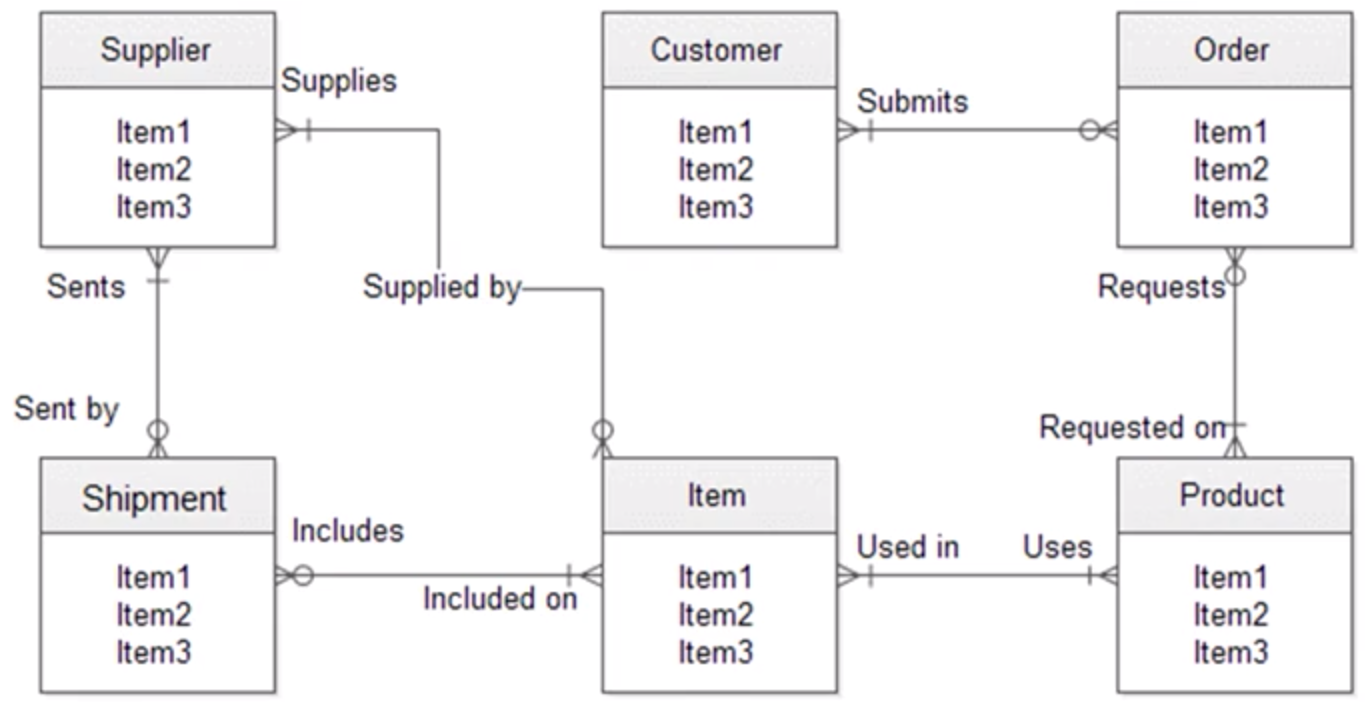 Supplier
Item1
Item2
Item3
Supplies
Customer
Item1
Item2
Item3
Submits
Order
Item1
Item2
Item3
Sents
Supplied by
Requests
Sent by
Requested on
Shipment
Item1
Item2
Item3
Includes
Included on
Item
Item1
Item2
Item3
Used in
Uses
Product
Item1
Item2
Item3